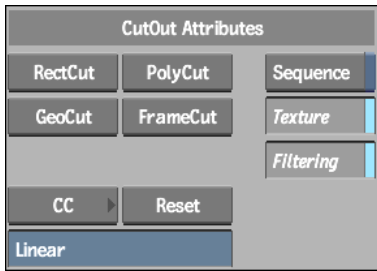 CutOut Attributes
RectCut PolyCut Sequence
GeoCut FrameCut Texture
Filtering
CC Reset
Linear